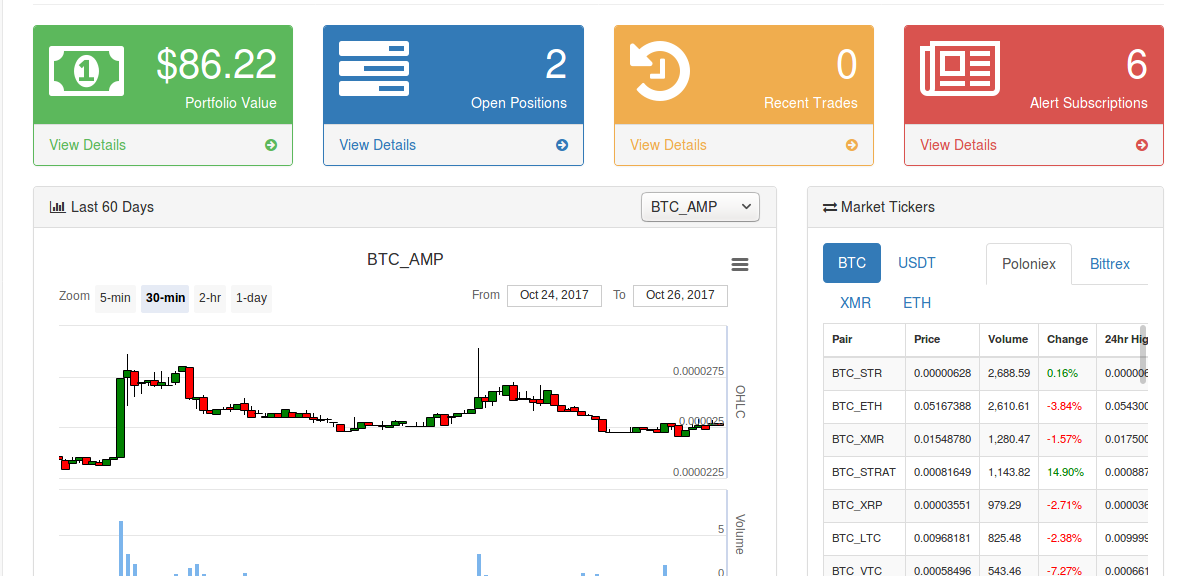 $86.22
Portfolio Value
View Details
2
Open Positions
View Details
0
Recent Trades
View Details
6
Alert Subscriptions
View Details
Last 60 Days
BTC_AMP
BTC_AMP
Zoom 5-min 30-min 2-hr 1-day
From Oct 24, 2017 To Oct 26, 2017
0.0000275
OHLC
0.000025
0.0000225
5
Volume
0
Market Tickers
BTC USDT
XMR ETH
Poloniex Bittrex
Pair Price Volume Change 24hr Hig
BTC_STR 0.00000628 2,688.59 0.16% 0.000006
BTC_ETH 0.05167388 2,610.61 -3.84% 0.054300
BTC_XMR 0.01548780 1,280.47 -1.57% 0.017500
BTC_STRAT 0.00081649 1,143.82 14.90% 0.000887
BTC_XRP 0.00003551 979.29 -2.71% 0.000036
BTC_LTC 0.00968181 825.48 -2.38% 0.009999
BTC_VTC 0.00058496 543.46 -7.27% 0.000661